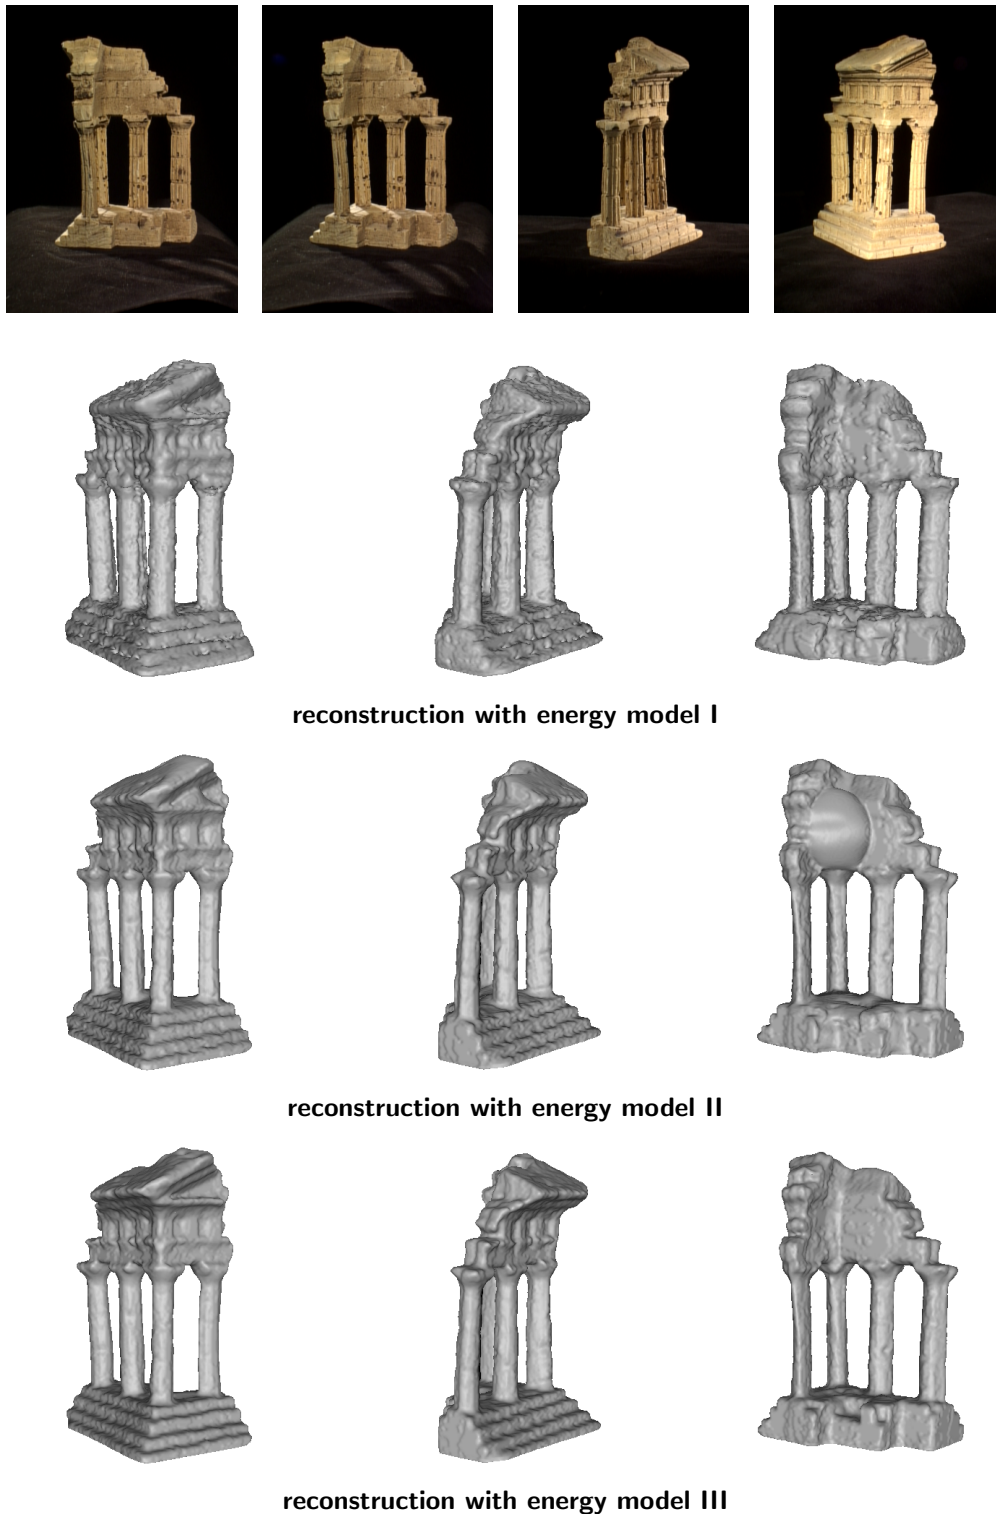 reconstruction with energy model I
reconstruction with energy model II
reconstruction with energy model III